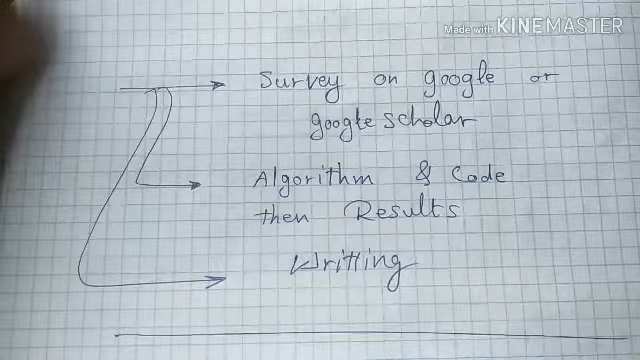 Made with KINEMASTER
Survey on google or
google scholar
Algorithm & Code
then Results
Writting